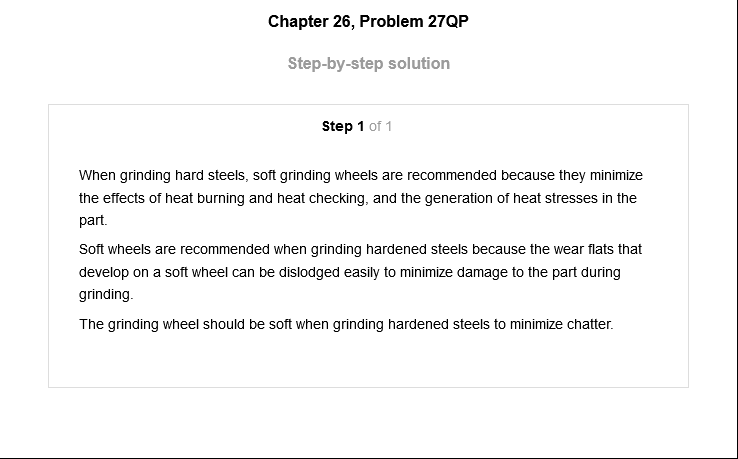 Chapter 26, Problem 27QP
Step-by-step solution
Step 1 of 1
When grinding hard steels, soft grinding wheels are recommended because they minimize
the effects of heat burning and heat checking, and the generation of heat stresses in the
part.
Soft wheels are recommended when grinding hardened steels because the wear flats that
develop on a soft wheel can be dislodged easily to minimize damage to the part during
grinding.
The grinding wheel should be soft when grinding hardened steels to minimize chatter.